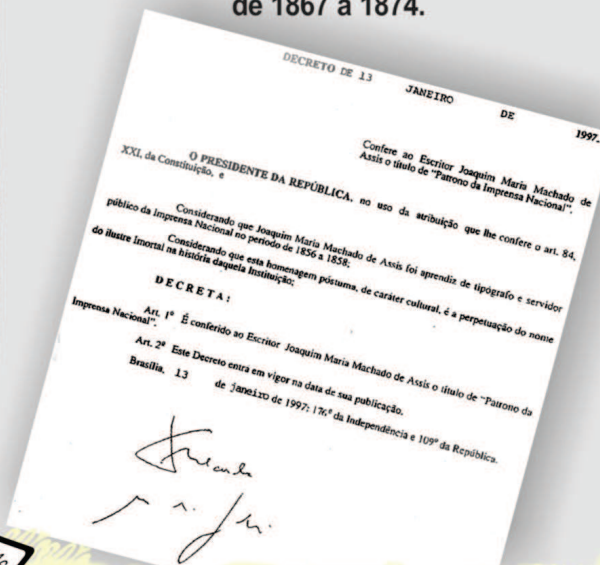 de 1867 a 1874.
DECRETO DE 13 JANEIRO DE 1997.
Confere ao Escritor Joaquim Maria Machado de
Assis o título de "Patrono da Imprensa Nacional".
O PRESIDENTE DA REPÚBLICA, no uso da atribuição que lhe confere o art. 84,
XXI, da Constituição, e
Considerando que Joaquim Maria Machado de Assis foi aprendiz de tipógrafo e servidor
público da Imprensa Nacional no período de 1856 a 1858;
Considerando que esta homenagem póstuma, de caráter cultural, é a perpetuação do nome
do ilustre Imortal na história daquela Instituição;
DECRETA:
Art. 1º É conferido ao Escritor Joaquim Maria Machado de Assis o título de "Patrono da
Imprensa Nacional".
Art. 2º Este Decreto entra em vigor na data de sua publicação.
Brasília, 13 de janeiro de 1997; 176º da Independência e 109º da República.